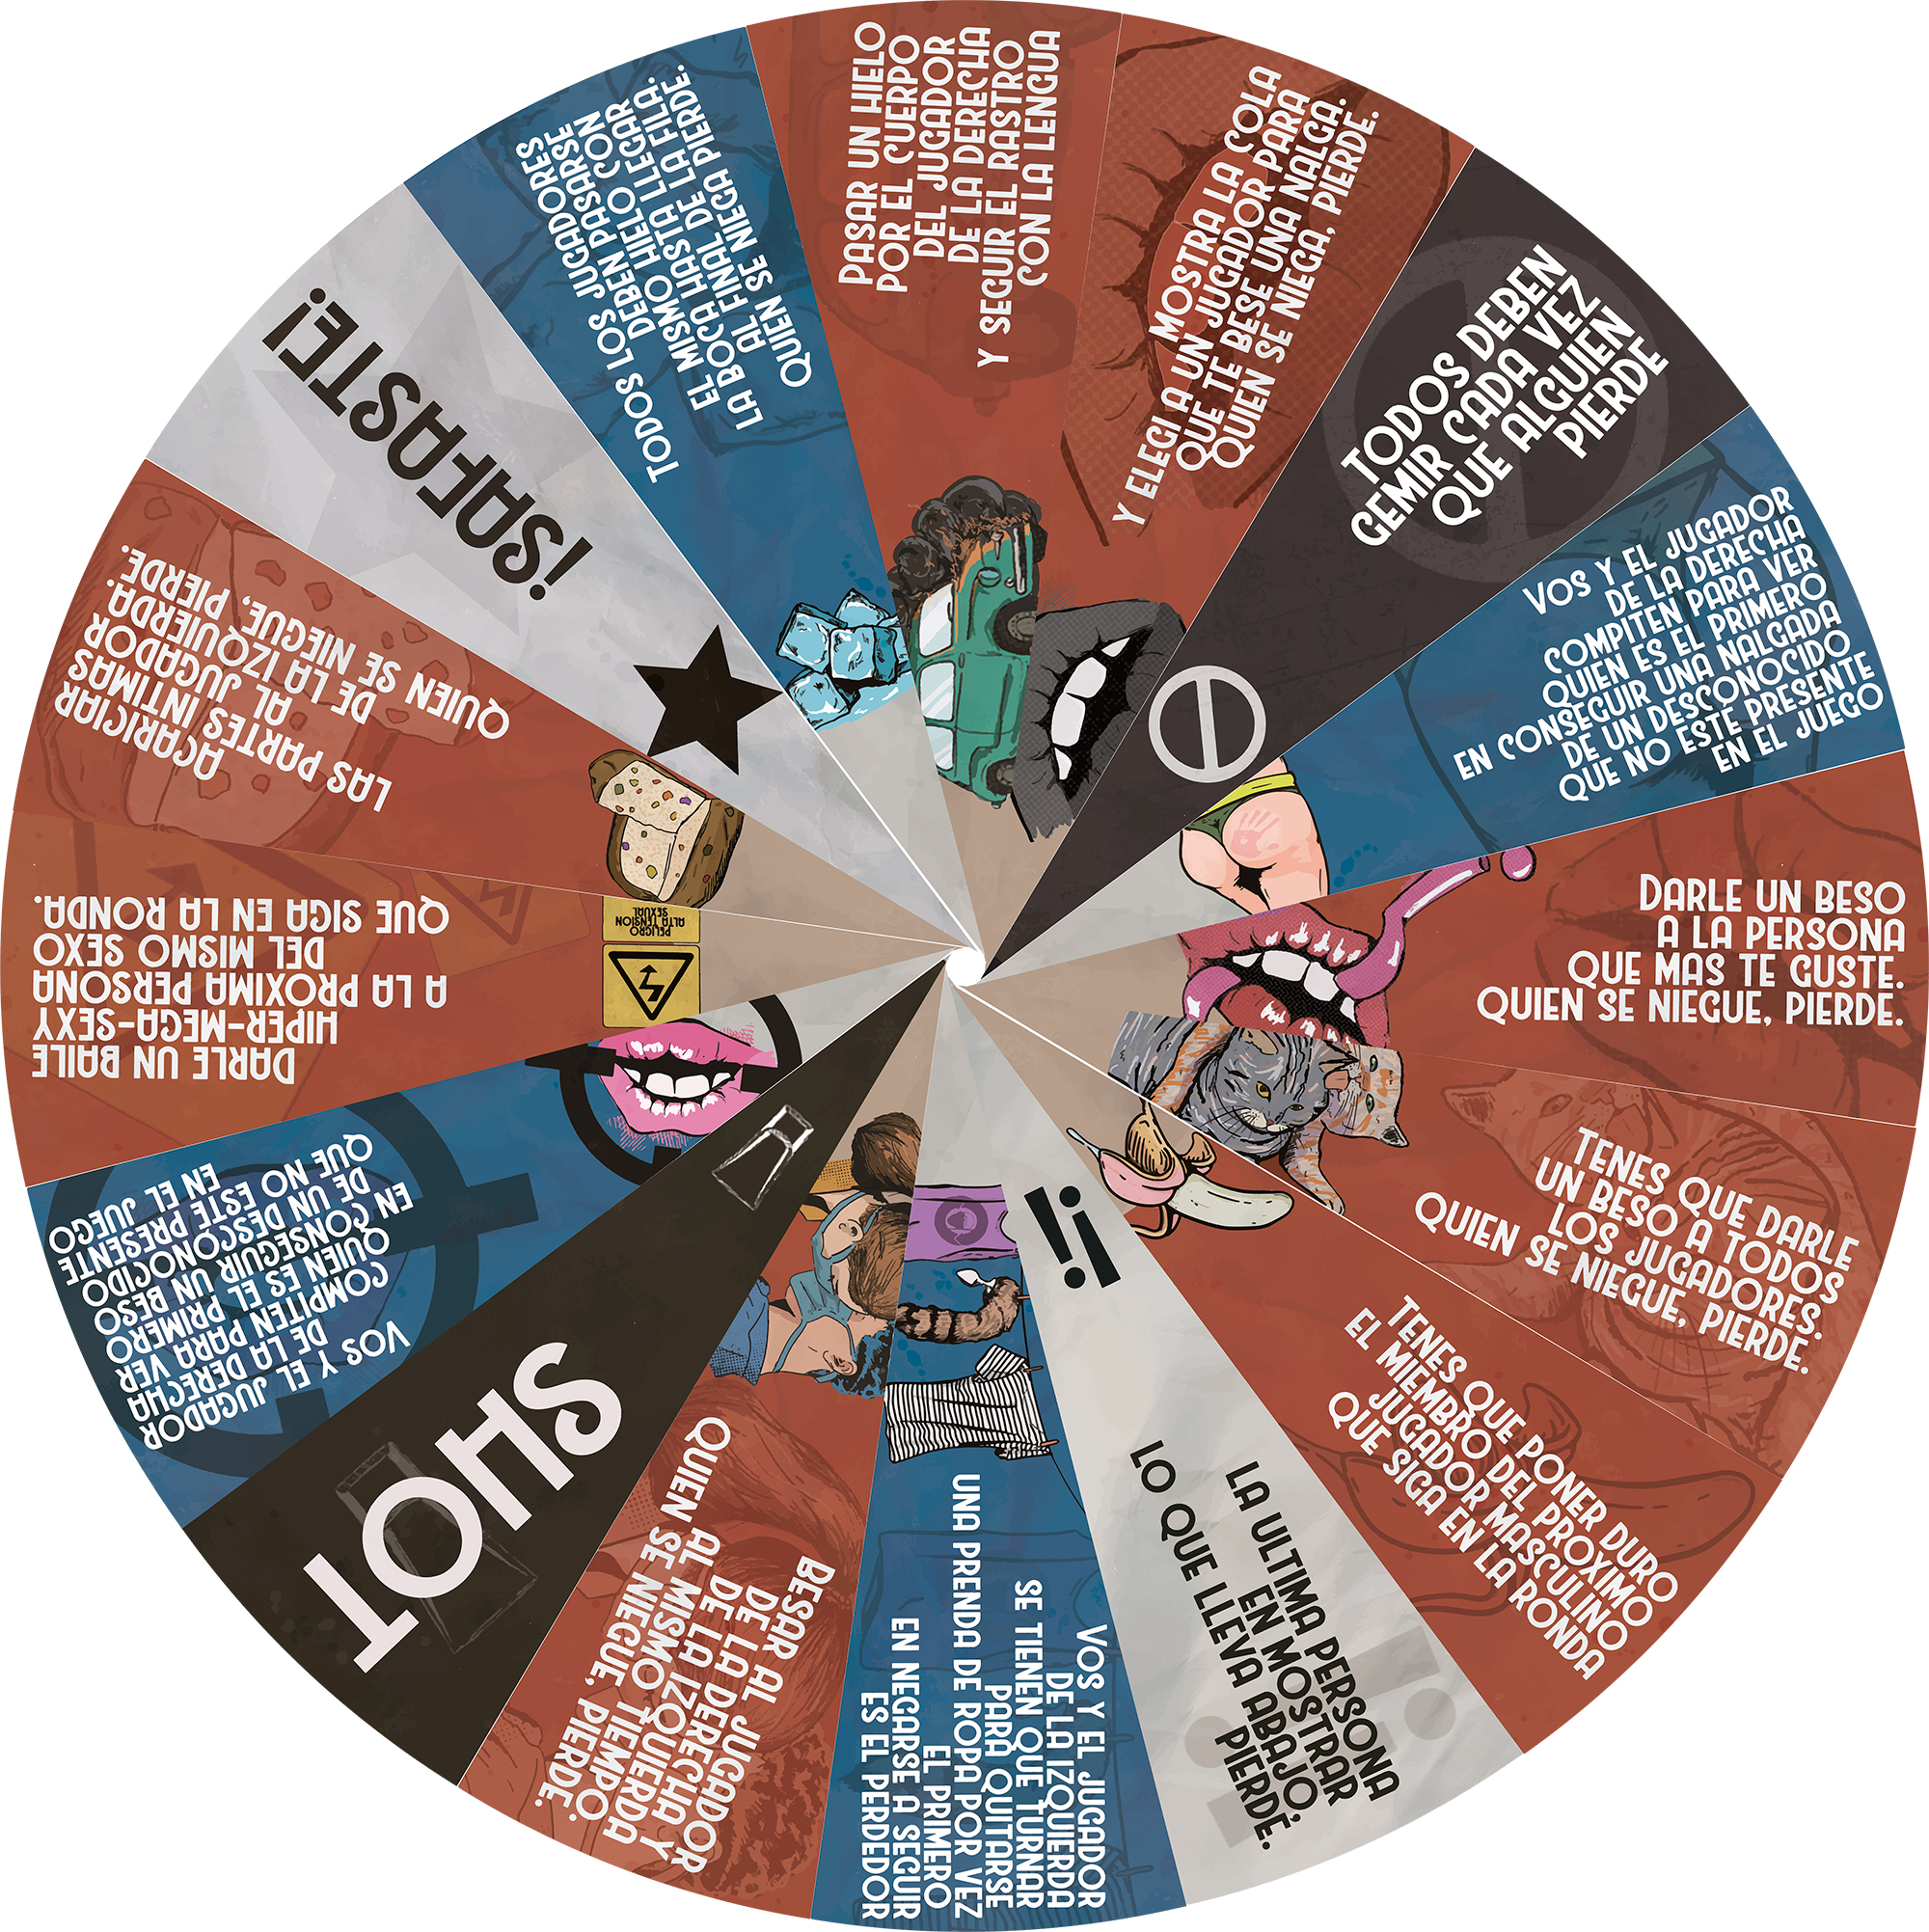 PASAR UN HIELO
POR EL CUERPO
DEL JUGADOR
DE LA DERECHA
Y SEGUIR EL RASTRO
CON LA LENGUA
MOSTRA LA COLA
Y ELEGI A UN JUGADOR PARA
QUE TE BESE UNA NALGA.
QUIEN SE NIEGA, PIERDE.
TODOS DEBEN
GEMIR CADA VEZ
QUE ALGUIEN
PIERDE
VOS Y EL JUGADOR
DE LA DERECHA
COMPITEN PARA VER
QUIEN ES EL PRIMERO
EN CONSEGUIR UNA NALGADA
DE UN DESCONOCIDO
QUE NO ESTE PRESENTE
EN EL JUEGO
DARLE UN BESO
A LA PERSONA
QUE MAS TE GUSTE.
QUIEN SE NIEGUE, PIERDE.
TENES QUE DARLE
UN BESO A TODOS
LOS JUGADORES.
QUIEN SE NIEGUE, PIERDE.
TENES QUE PONER DURO
EL MIEMBRO DEL PROXIMO
JUGADOR MASCULINO
QUE SIGA EN LA RONDA
¡!
LA ULTIMA PERSONA
EN MOSTRAR
LO QUE LLEVA ABAJO,
PIERDE.
VOS Y EL JUGADOR
DE LA IZQUIERDA
SE TIENEN QUE TURNAR
PARA QUITARSE
UNA PRENDA DE ROPA POR VEZ
EL PRIMERO
EN NEGARSE A SEGUIR
ES EL PERDEDOR
BESAR AL JUGADOR
DE LA DERECHA Y
DE LA IZQUIERDA
AL MISMO TIEMPO.
QUIEN SE NIEGUE, PIERDE.
SHOT
VOS Y EL JUGADOR
DE LA DERECHA
COMPITEN PARA VER
QUIEN ES EL PRIMERO
EN CONSEGUIR UN BESO
DE UN DESCONOCIDO
QUE NO ESTE PRESENTE
EN EL JUEGO
DARLE UN BAILE
HIPER-MEGA-SEXY
A LA PROXIMA PERSONA
DEL MISMO SEXO
QUE SIGA EN LA RONDA.
PELIGRO
ALTA TENSION
SEXUAL
ACARICIAR
LAS PARTES INTIMAS
AL JUGADOR
DE LA IZQUIERDA.
QUIEN SE NIEGUE, PIERDE.
!SAFASTE¡
TODOS LOS JUGADORES
DEBEN PASARSE
EL MISMO HIELO CON
LA BOCA HASTA LLEGAR
AL FINAL DE LA FILA.
QUIEN SE NIEGA PIERDE.